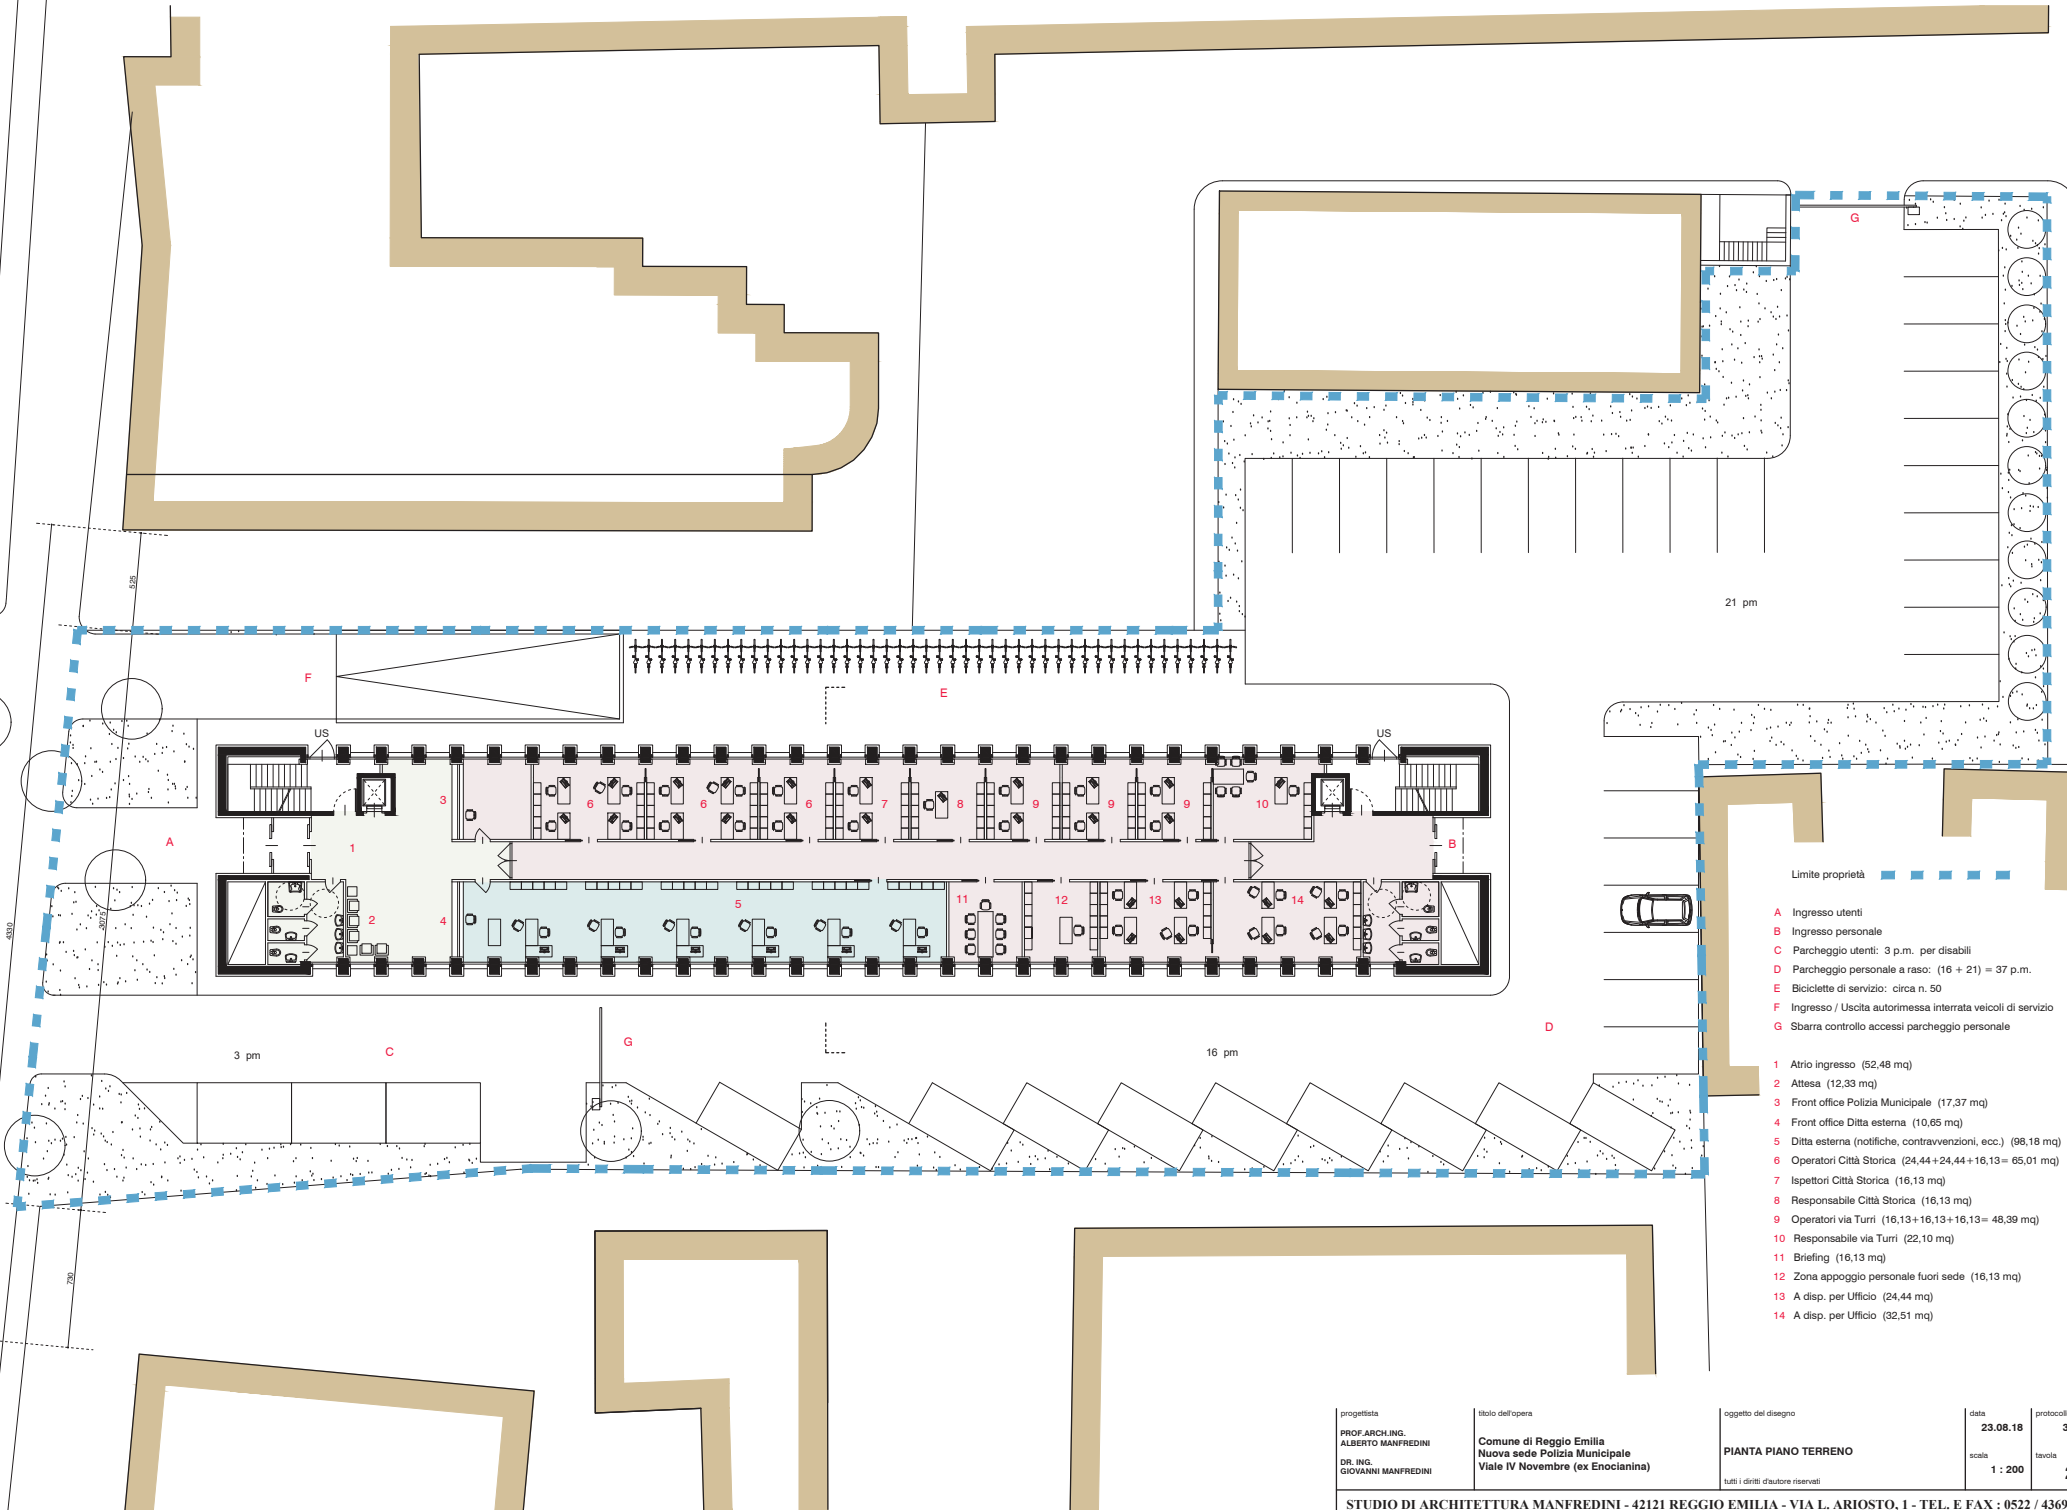 G
525
21 pm
F
E
US
US
3
6
6
6
7
8
9
9
9
10
A
1
B
2
4
5
11
12
13
14
4330
2075
3 pm
C
G
16 pm
D
730
Limite proprietà
A Ingresso utenti
B Ingresso personale
C Parcheggio utenti: 3 p.m. per disabili
D Parcheggio personale a raso: (16 + 21) = 37 p.m.
E Biciclette di servizio: circa n. 50
F Ingresso / Uscita autorimessa interrata veicoli di servizio
G Sbarra controllo accessi parcheggio personale
1 Atrio ingresso (52,48 mq)
2 Attesa (12,33 mq)
3 Front office Polizia Municipale (17,37 mq)
4 Front office Ditta esterna (10,65 mq)
5 Ditta esterna (notifiche, contravvenzioni, ecc.) (98,18 mq)
6 Operatori Città Storica (24,44+24,44+16,13= 65,01 mq)
7 Ispettori Città Storica (16,13 mq)
8 Responsabile Città Storica (16,13 mq)
9 Operatori via Turri (16,13+16,13+16,13= 48,39 mq)
10 Responsabile via Turri (22,10 mq)
11 Briefing (16,13 mq)
12 Zona appoggio personale fuori sede (16,13 mq)
13 A disp. per Ufficio (24,44 mq)
14 A disp. per Ufficio (32,51 mq)
progettista
PROF.ARCH.ING.
ALBERTO MANFREDINI
DR. ING.
GIOVANNI MANFREDINI
titolo dell'opera
Comune di Reggio Emilia
Nuova sede Polizia Municipale
Viale IV Novembre (ex Enocianina)
oggetto del disegno
PIANTA PIANO TERRENO
tutti i diritti d'autore riservati
data
23.08.18
scala
1 : 200
protocoll
3
tavola
STUDIO DI ARCHITETTURA MANFREDINI - 42121 REGGIO EMILIA - VIA L. ARIOSTO, 1 - TEL. E FAX : 0522 / 4369